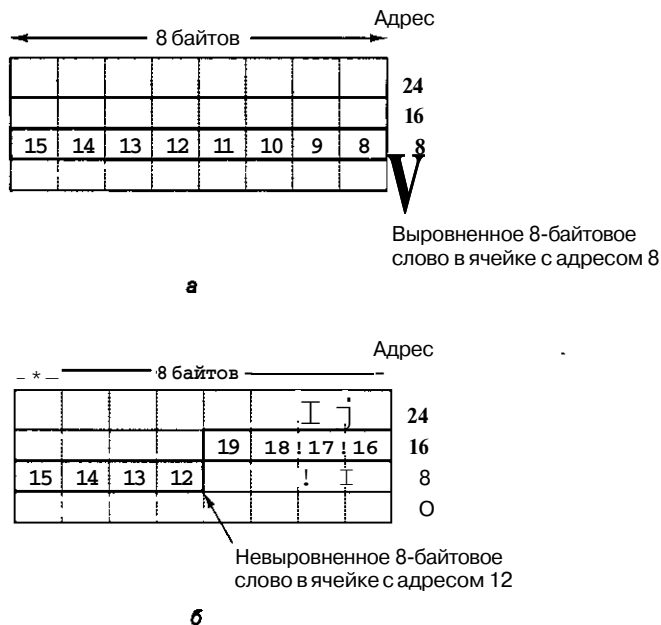 Адрес
8 байтов
24
16
15 14 13 12 11 10 9 8 8
Выровненное 8-байтовое
слово в ячейке с адресом 8
а
Адрес
8 байтов
24
19 18 17 16 16
15 14 13 12 8
0
Невыровненное 8-байтовое
слово в ячейке с адресом 12
б